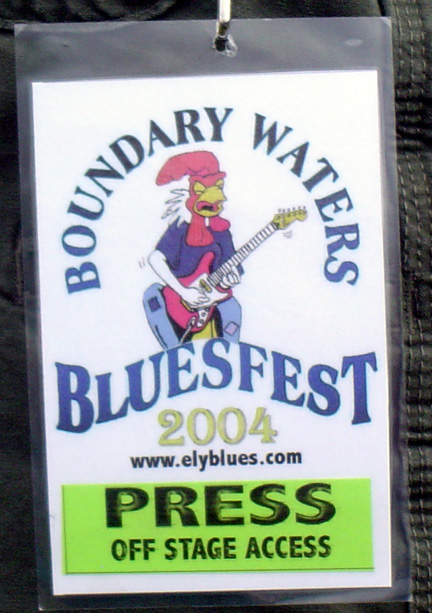 BOUNDARY WATERS
BLUESFEST
2004
www.elyblues.com
PRESS
OFF STAGE ACCESS